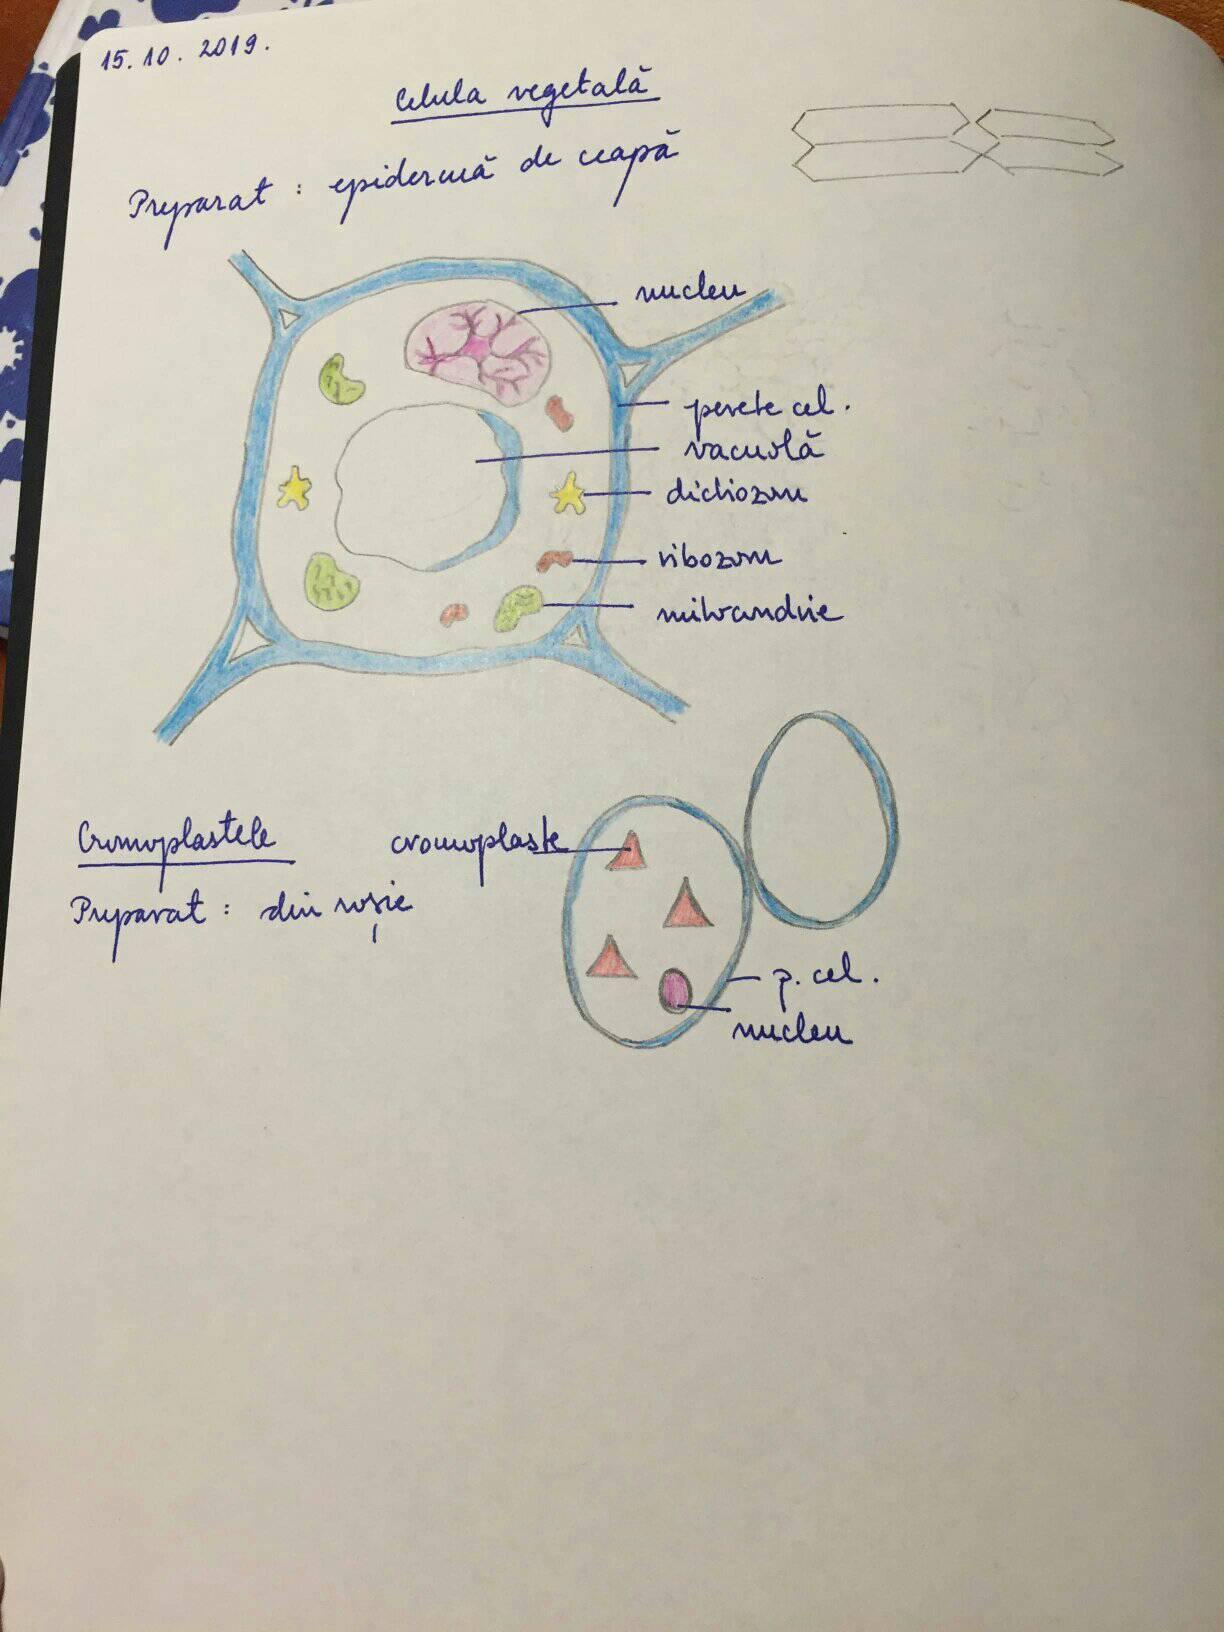 15.10.2019.
Celula vegetală
Preparat : epidermă de ceapă
nucleu
perete cel.
vacuolă
dictiozom
ribozom
mitocondrie
Cromoplastele
cromoplaste
Preparat : din roșie
p. cel.
nucleu